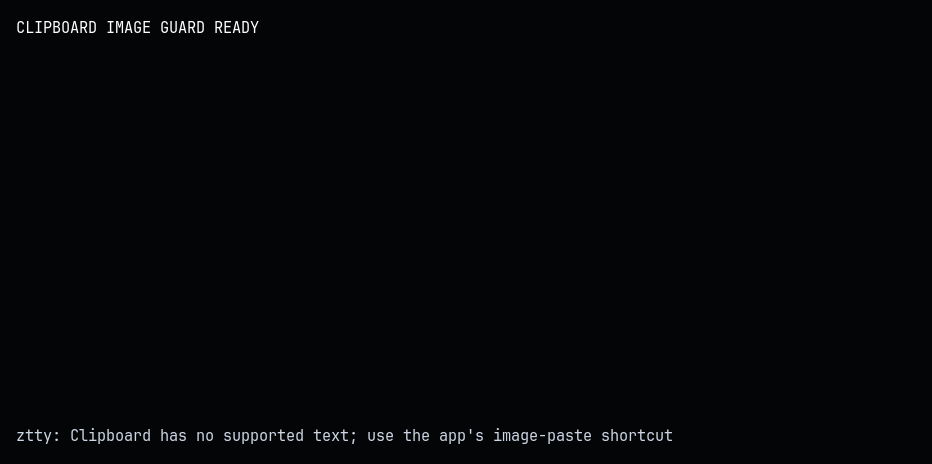 CLIPBOARD IMAGE GUARD READY
ztty: Clipboard has no supported text; use the app's image-paste shortcut